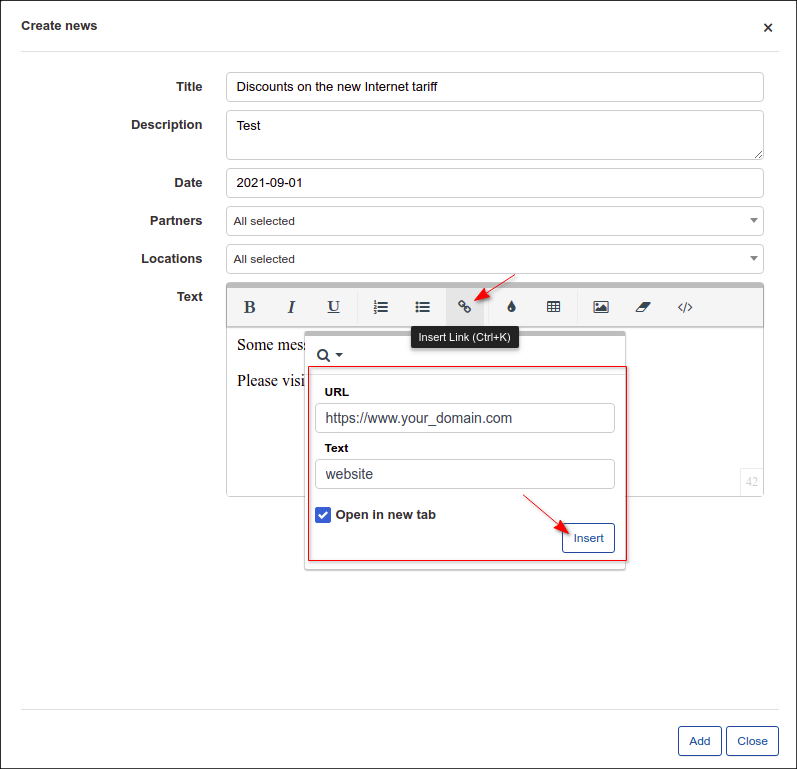 Create news
×
Title Discounts on the new Internet tariff
Description Test
Date 2021-09-01
Partners All selected
Locations All selected
Text B I U </>
Insert Link (Ctrl+K)
Some mes
Please visi
URL
https://www.your_domain.com
Text
website
42
Open in new tab
Insert
Add Close